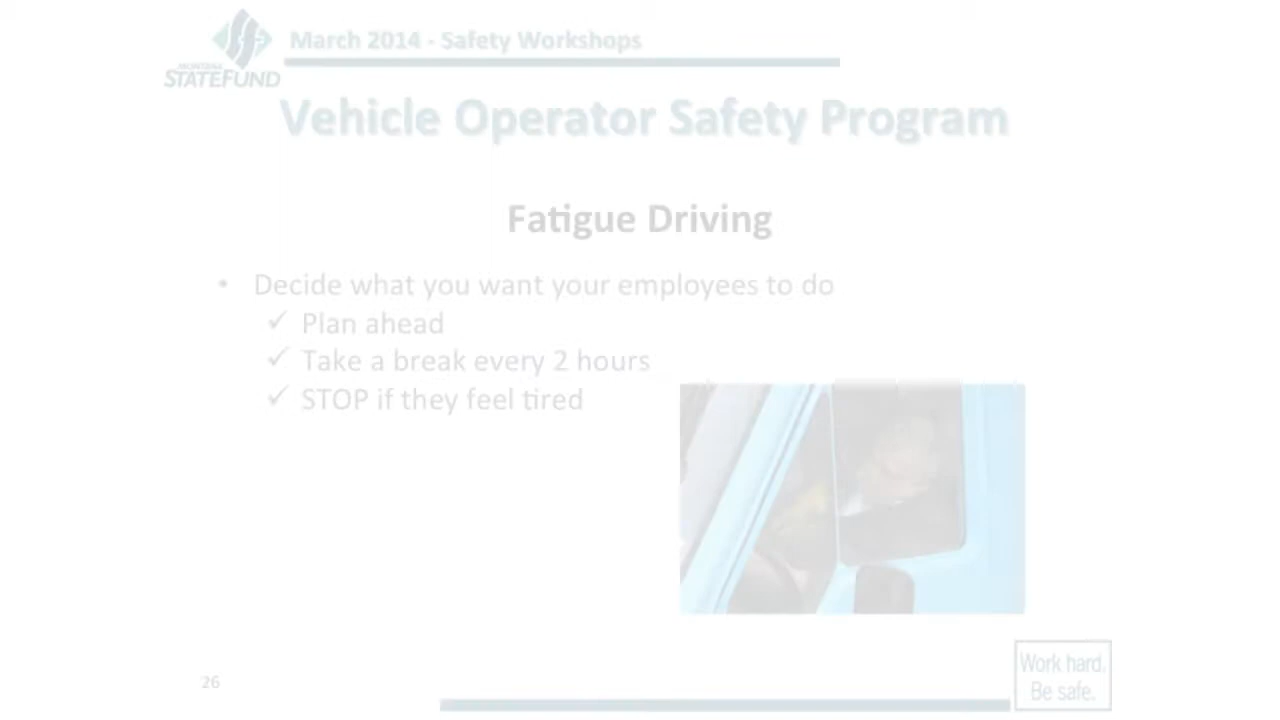 March 2014 - Safety Workshops
MONTANA
STATEFUND
Vehicle Operator Safety Program
Fatigue Driving
• Decide what you want your employees to do
✓ Plan ahead
✓ Take a break every 2 hours
✓ STOP if they feel tired
Work hard.
Be safe.
26